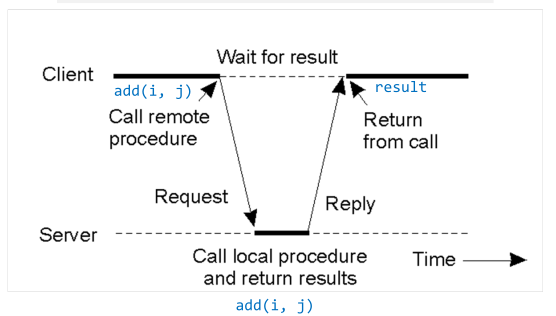 Wait for result
Client
add(i, j)
result
Call remote
procedure
Return
from call
Request
Reply
Server
Call local procedure
and return results
Time
add(i, j)